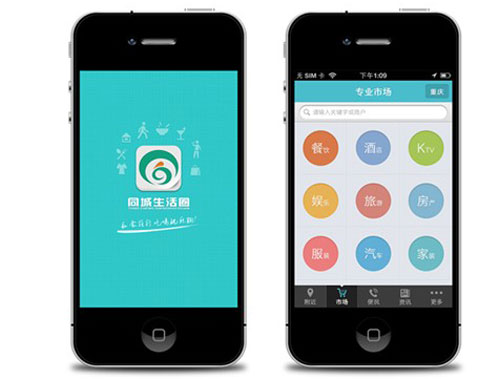 同城生活圈
无 SIM 卡
下午1:09
专业市场
重庆
请输入关键字或商户
餐饮
酒店
KTV
娱乐
旅游
房产
服装
汽车
家装
附近
市场
便民
资讯
更多